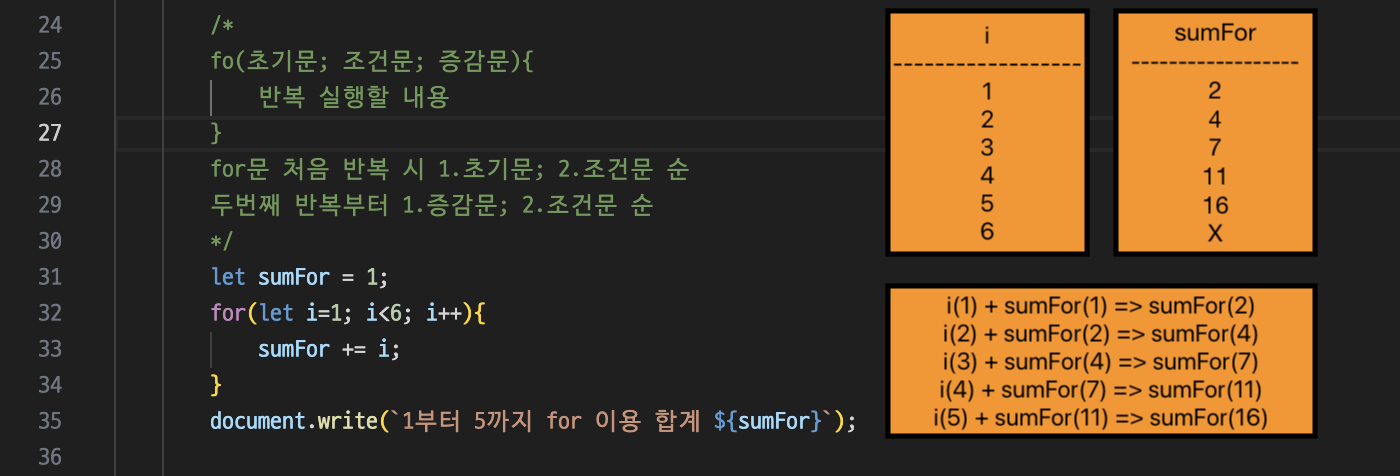 24 /*
25 fo(초기문; 조건문; 증감문){
26 반복 실행할 내용
27 }
28 for문 처음 반복 시 1.초기문; 2.조건문 순
29 두번째 반복부터 1.증감문; 2.조건문 순
30 */
31 let sumFor = 1;
32 for(let i=1; i<6; i++){
33 sumFor += i;
34 }
35 document.write(`1부터 5까지 for 이용 합계 ${sumFor}`);
36
i
--------------------
1
2
3
4
5
6
sumFor
------------------
2
4
7
11
16
X
i(1) + sumFor(1) => sumFor(2)
i(2) + sumFor(2) => sumFor(4)
i(3) + sumFor(4) => sumFor(7)
i(4) + sumFor(7) => sumFor(11)
i(5) + sumFor(11) => sumFor(16)